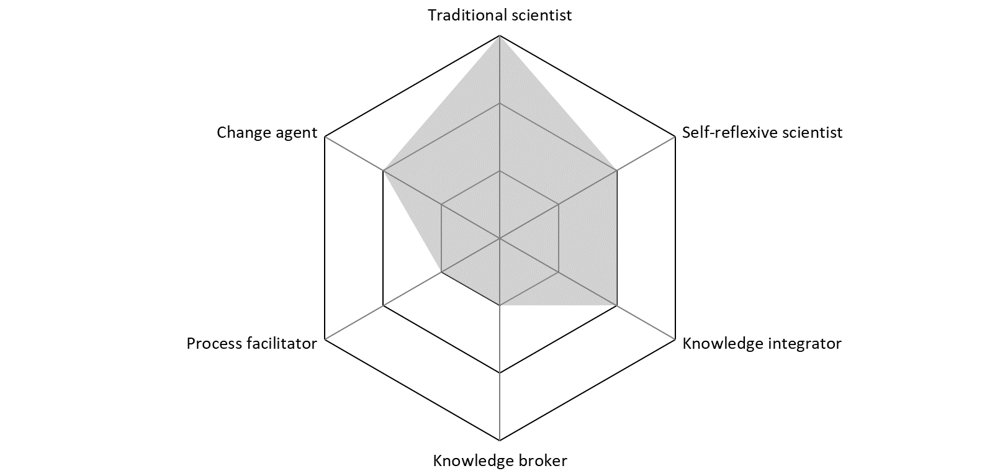 Traditional scientist
Change agent
Self-reflexive scientist
Process facilitator
Knowledge integrator
Knowledge broker